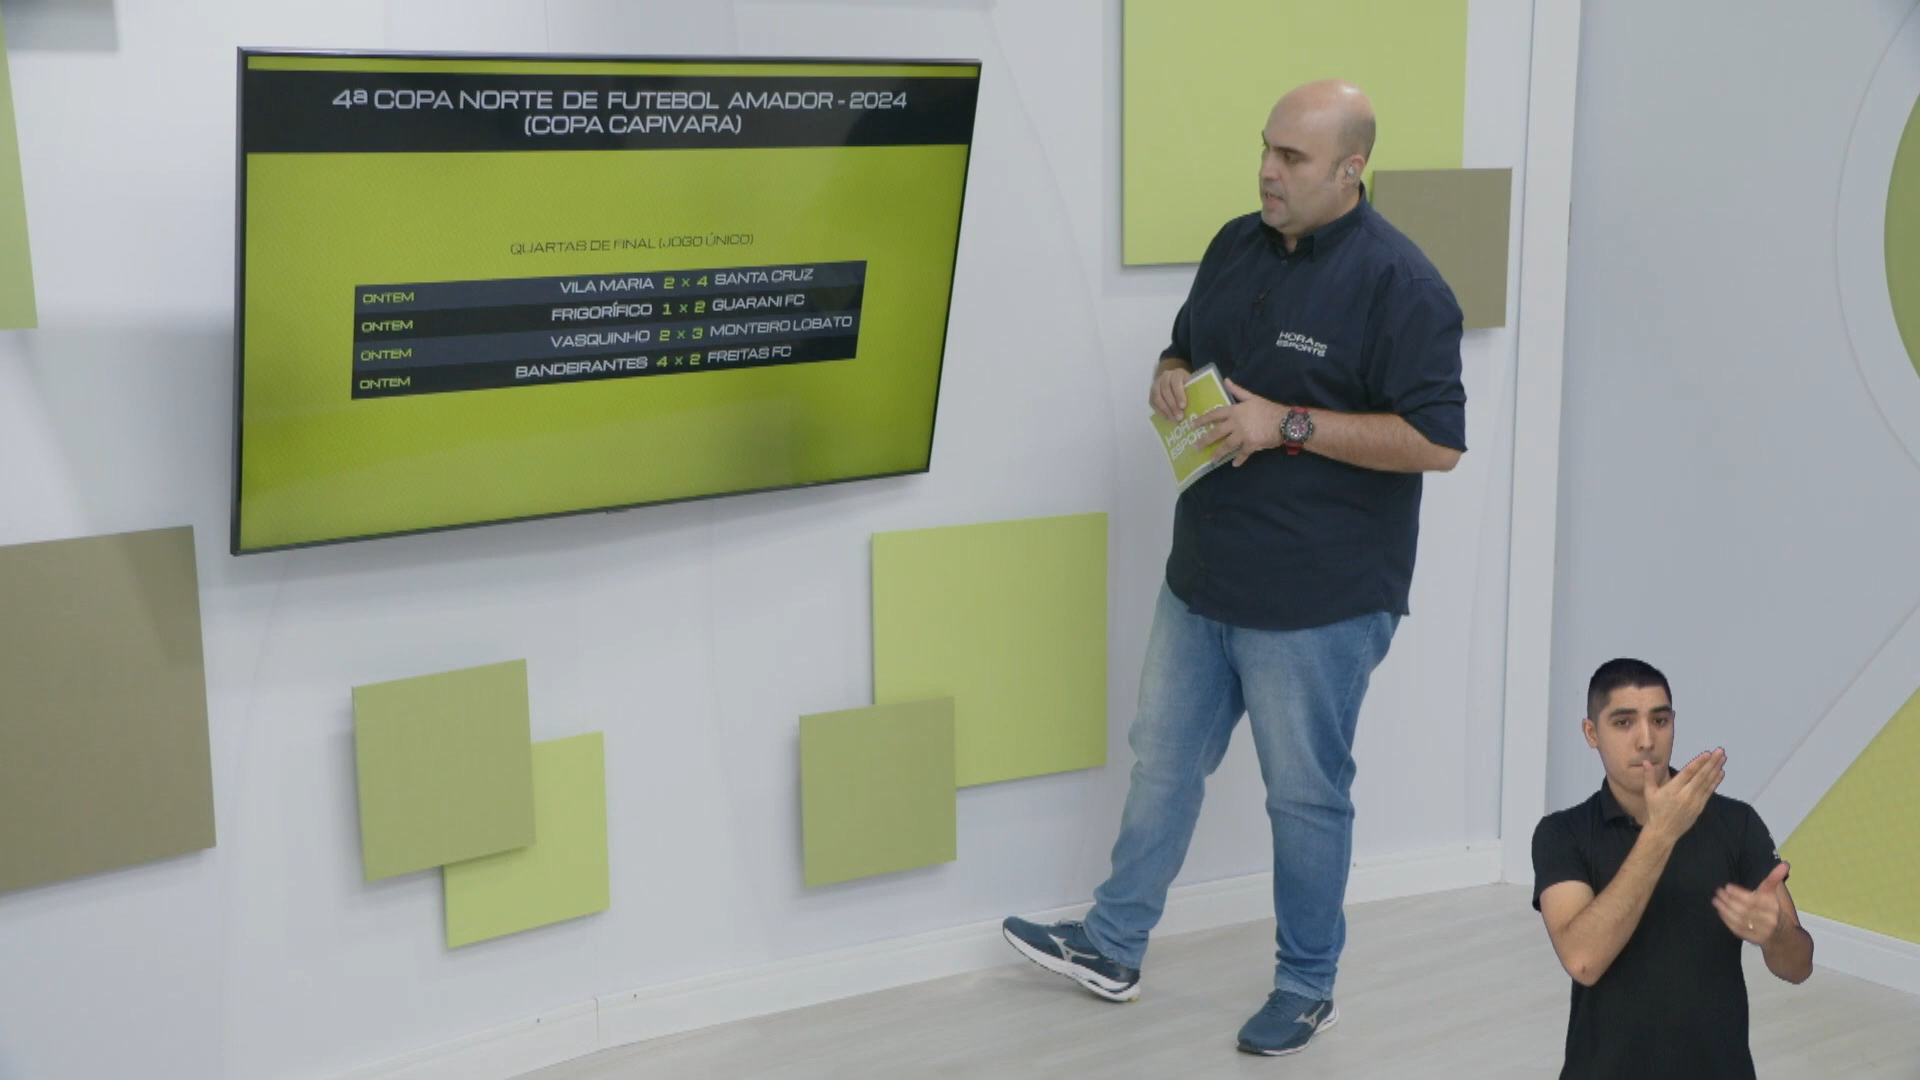 4ª COPA NORTE DE FUTEBOL AMADOR - 2024
(COPA CAPIVARA)
QUARTAS DE FINAL (JOGO ÚNICO)
ONTEM VILA MARIA 2 x 4 SANTA CRUZ
ONTEM FRIGORÍFICO 1 x 2 GUARANI FC
ONTEM VASQUINHO 2 x 3 MONTEIRO LOBATO
ONTEM BANDEIRANTES 4 x 2 FREITAS FC
HORA DO
ESPORTE
HORA
ESPORT